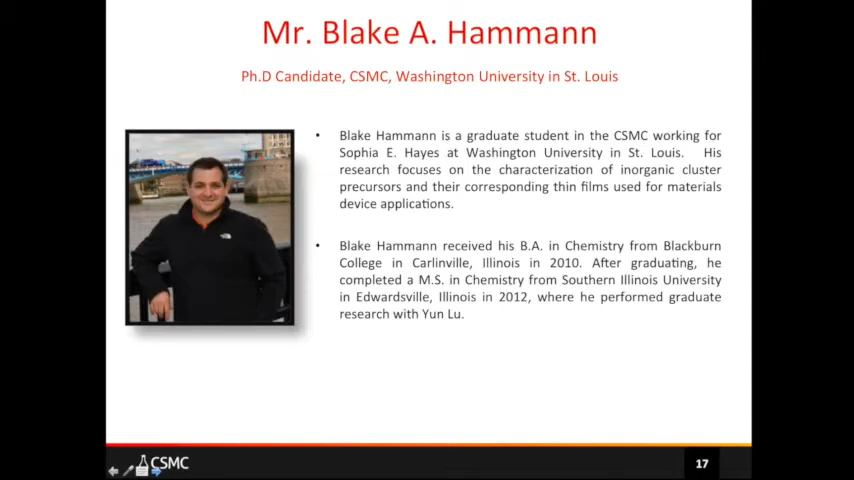 Mr. Blake A. Hammann
Ph.D Candidate, CSMC, Washington University in St. Louis
• Blake Hammann is a graduate student in the CSMC working for
Sophia E. Hayes at Washington University in St. Louis. His
research focuses on the characterization of inorganic cluster
precursors and their corresponding thin films used for materials
device applications.
• Blake Hammann received his B.A. in Chemistry from Blackburn
College in Carlinville, Illinois in 2010. After graduating, he
completed a M.S. in Chemistry from Southern Illinois University
in Edwardsville, Illinois in 2012, where he performed graduate
research with Yun Lu.
CSMC
17